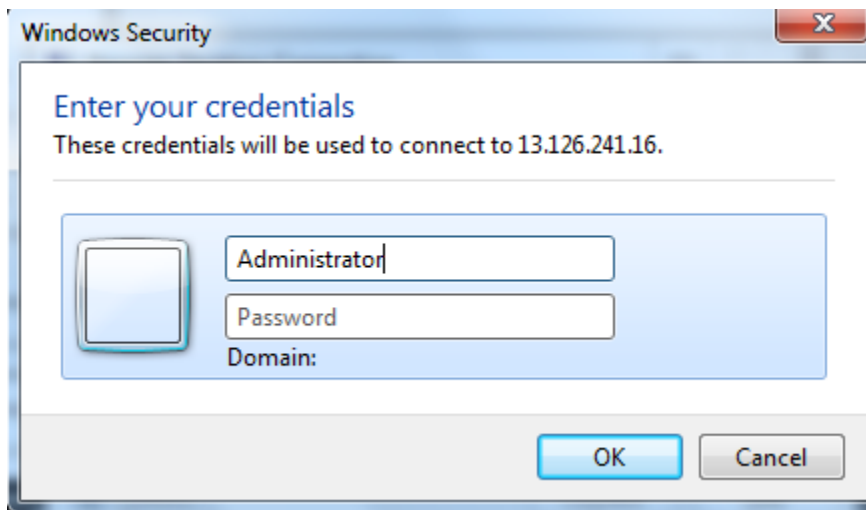 Windows Security
Enter your credentials
These credentials will be used to connect to 13.126.241.16.
Administrator
Password
Domain:
OK
Cancel